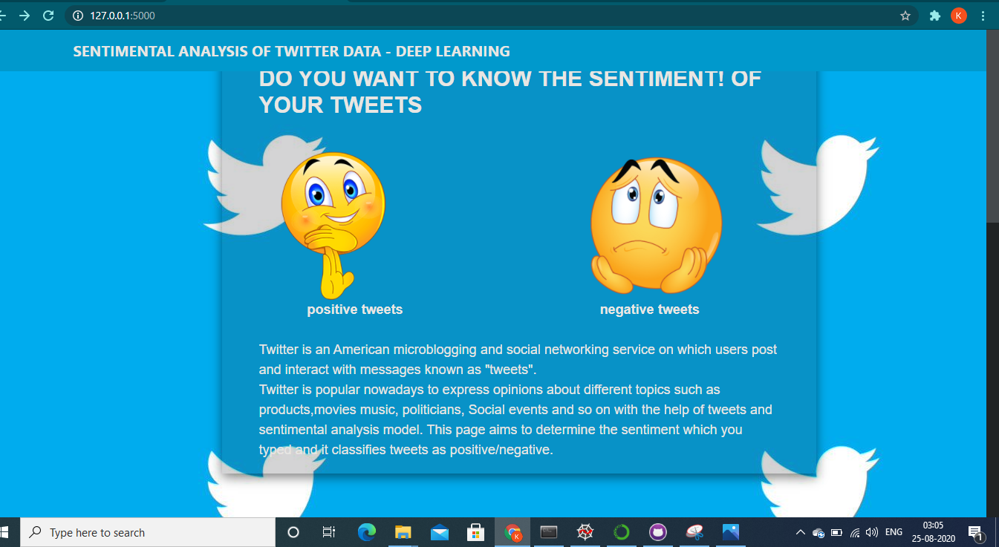 127.0.0.1:5000
K
SENTIMENTAL ANALYSIS OF TWITTER DATA - DEEP LEARNING
DO YOU WANT TO KNOW THE SENTIMENT! OF
YOUR TWEETS
positive tweets
negative tweets
Twitter is an American microblogging and social networking service on which users post
and interact with messages known as "tweets".
Twitter is popular nowadays to express opinions about different topics such as
products,movies music, politicians, Social events and so on with the help of tweets and
sentimental analysis model. This page aims to determine the sentiment which you
typed and it classifies tweets as positive/negative.
Type here to search
K
ENG
03:05
25-08-2020
1